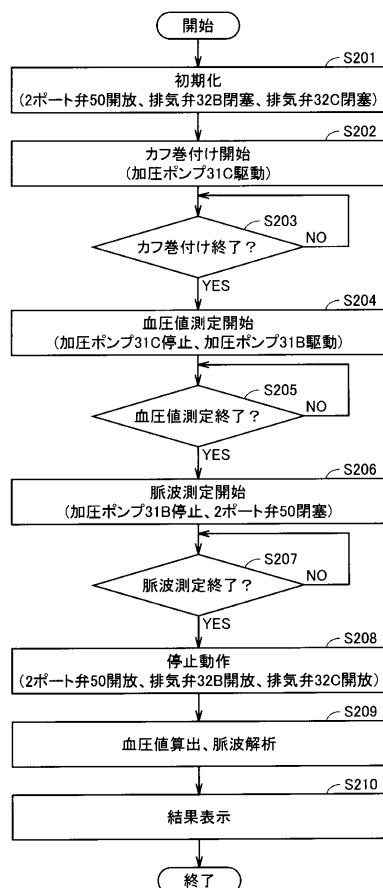 開始
S201
初期化
(2ポート弁50開放、排気弁32B閉塞、排気弁32C閉塞)
S202
カフ巻付け開始
(加圧ポンプ31C駆動)
S203
カフ巻付け終了？
NO
YES
S204
血圧値測定開始
(加圧ポンプ31C停止、加圧ポンプ31B駆動)
S205
血圧値測定終了？
NO
YES
S206
脈波測定開始
(加圧ポンプ31B停止、2ポート弁50閉塞)
S207
脈波測定終了？
NO
YES
S208
停止動作
(2ポート弁50開放、排気弁32B開放、排気弁32C開放)
S209
血圧値算出、脈波解析
S210
結果表示
終了